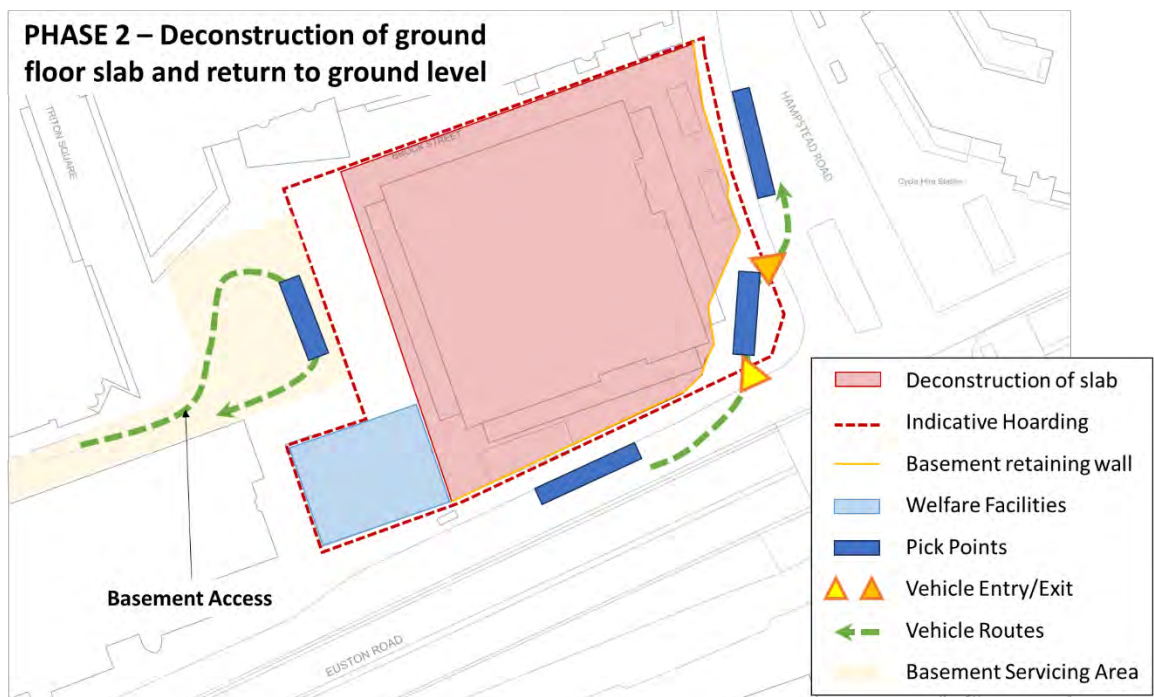 PHASE 2 – Deconstruction of ground
floor slab and return to ground level
TRITON SQUARE
BROCK STREET
HAMPSTEAD ROAD
Cycle Hire Station
Basement Access
EUSTON ROAD
Deconstruction of slab
Indicative Hoarding
Basement retaining wall
Welfare Facilities
Pick Points
Vehicle Entry/Exit
Vehicle Routes
Basement Servicing Area